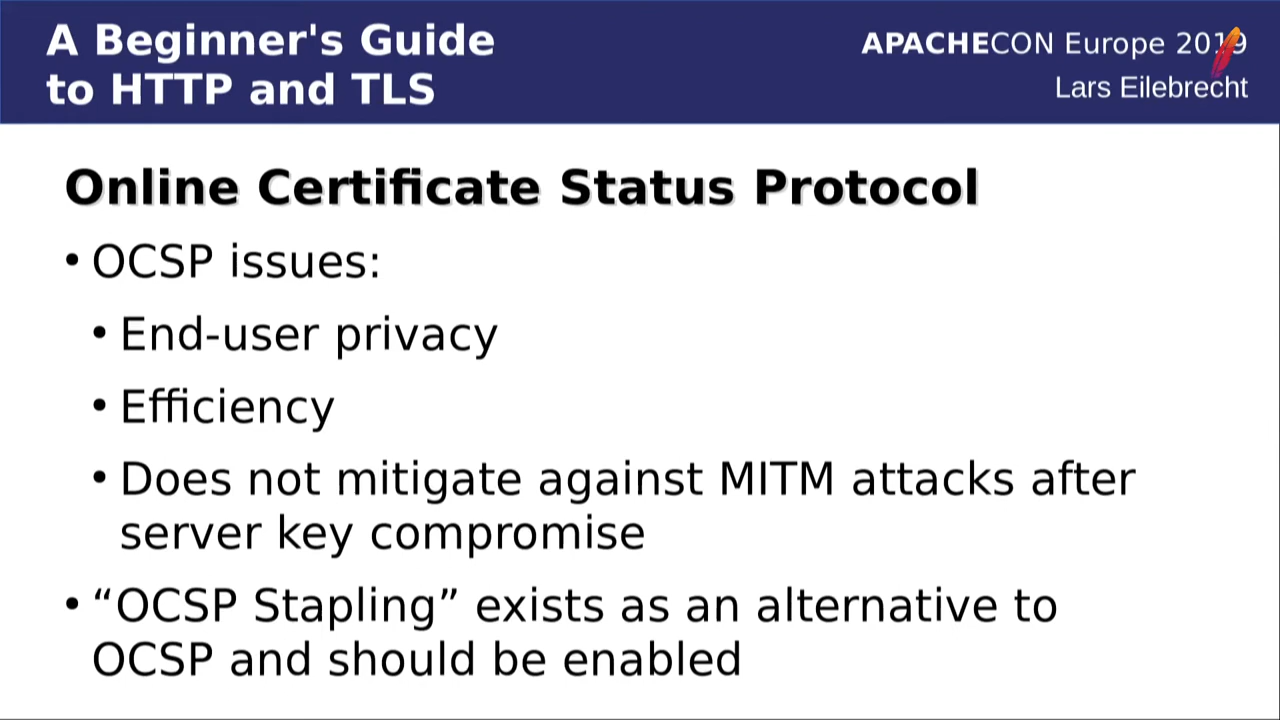 A Beginner's Guide
to HTTP and TLS
APACHECON Europe 2019
Lars Eilebrecht
Online Certificate Status Protocol
• OCSP issues:
• End-user privacy
• Efficiency
• Does not mitigate against MITM attacks after
server key compromise
• “OCSP Stapling” exists as an alternative to
OCSP and should be enabled